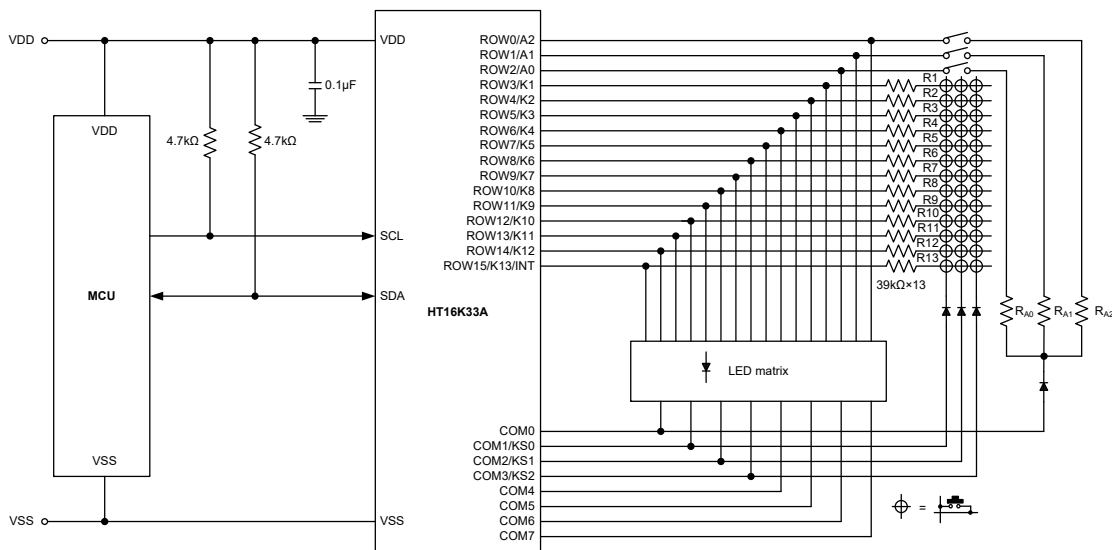 VDD
VDD
ROW0/A2
ROW1/A1
ROW2/A0
ROW3/K1
ROW4/K2
ROW5/K3
ROW6/K4
ROW7/K5
ROW8/K6
ROW9/K7
ROW10/K8
ROW11/K9
ROW12/K10
ROW13/K11
ROW14/K12
ROW15/K13/INT
R1
R2
R3
R4
R5
R6
R7
R8
R9
R10
R11
R12
R13
39kΩ×13
0.1μF
VDD
4.7kΩ
4.7kΩ
SCL
MCU
SDA
HT16K33A
RA0
RA1
RA2
LED matrix
COM0
COM1/KS0
COM2/KS1
COM3/KS2
COM4
COM5
COM6
COM7
VSS
VSS
VSS
=